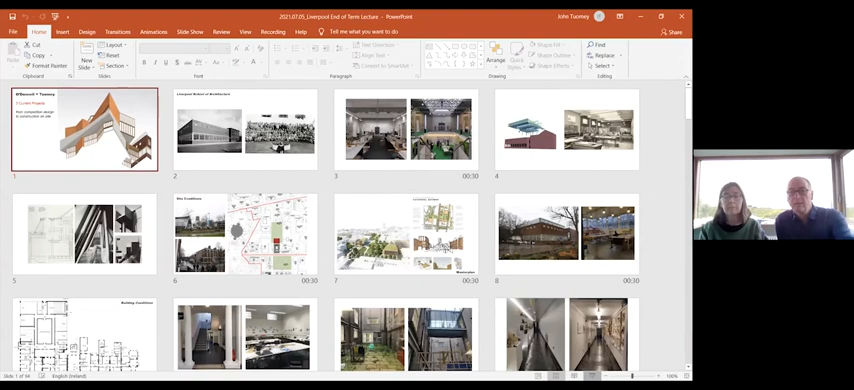 2021.07.05_Liverpool End of Term Lecture - PowerPoint
John Tuomey
File Home Insert Design Transitions Animations Slide Show Review View Recording Help Tell me what you want to do
Share
Paste
Cut
Copy
Format Painter
Clipboard
New Slide
Layout
Reset
Section
Slides
Font
Text Direction
Align Text
Convert to SmartArt
Paragraph
Arrange
Quick Styles
Shape Fill
Shape Outline
Shape Effects
Drawing
Find
Replace
Select
Editing
O'Donnell + Tuomey
from competition design
to construction on site
Liverpool School of Architecture
1
2
3
00:30
4
Site Conditions
Masterplan
5
6
00:30
7
00:30
8
00:30
Building Conditions
Slide 1 of 94
English (Ireland)
100%